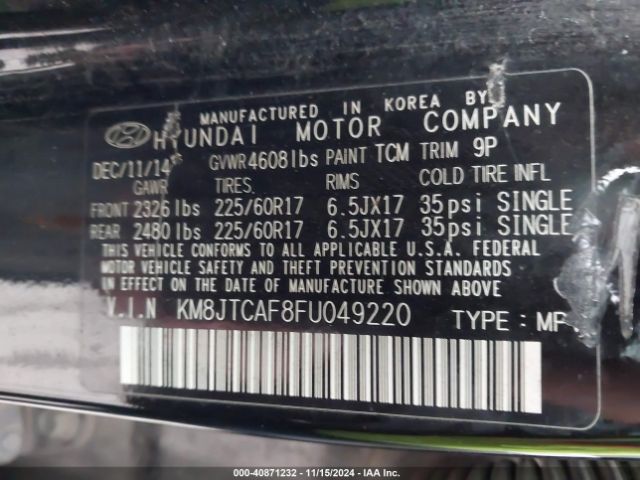 MANUFACTURED IN KOREA BY
HYUNDAI MOTOR COMPANY
DEC/11/14 GVWR 4608lbs PAINT TCM TRIM 9P
GAWR TIRES: RIMS COLD TIRE INFL
FRONT 2326 lbs 225/60R17 6.5JX17 35psi SINGLE
REAR 2480 lbs 225/60R17 6.5JX17 35psi SINGLE
THIS VEHICLE CONFORMS TO ALL APPLICABLE U.S.A. FEDERAL
MOTOR VEHICLE SAFETY AND THEFT PREVENTION STANDARDS
IN EFFECT ON THE DATE OF MANUFACTURE SHOWN ABOVE.
V.I.N KM8JTCAF8FU049220 TYPE : MP
000-40871232 - 11/15/2024 - IAA Inc.